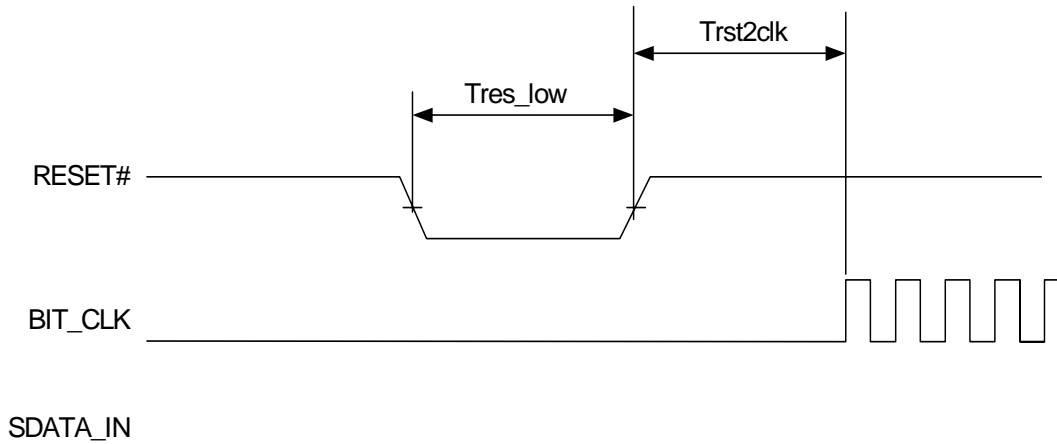 Trst2clk
Tres_low
RESET#
BIT_CLK
SDATA_IN